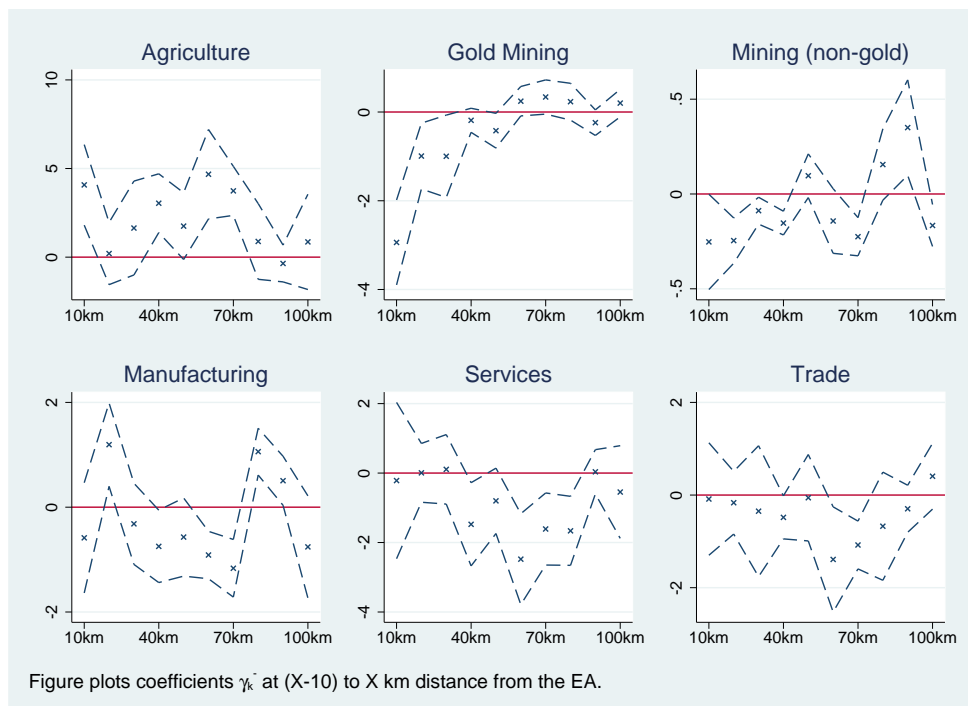 Agriculture
10
5
0
10km 40km 70km 100km
Gold Mining
0
-2
-4
10km 40km 70km 100km
Mining (non-gold)
.5
0
-.5
10km 40km 70km 100km
Manufacturing
2
0
-2
10km 40km 70km 100km
Services
2
0
-2
-4
10km 40km 70km 100km
Trade
2
0
-2
10km 40km 70km 100km
Figure plots coefficients γₖ⁻ at (X-10) to X km distance from the EA.